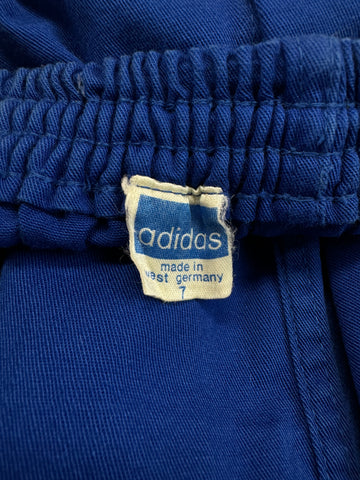 adidas
made in
west germany
7